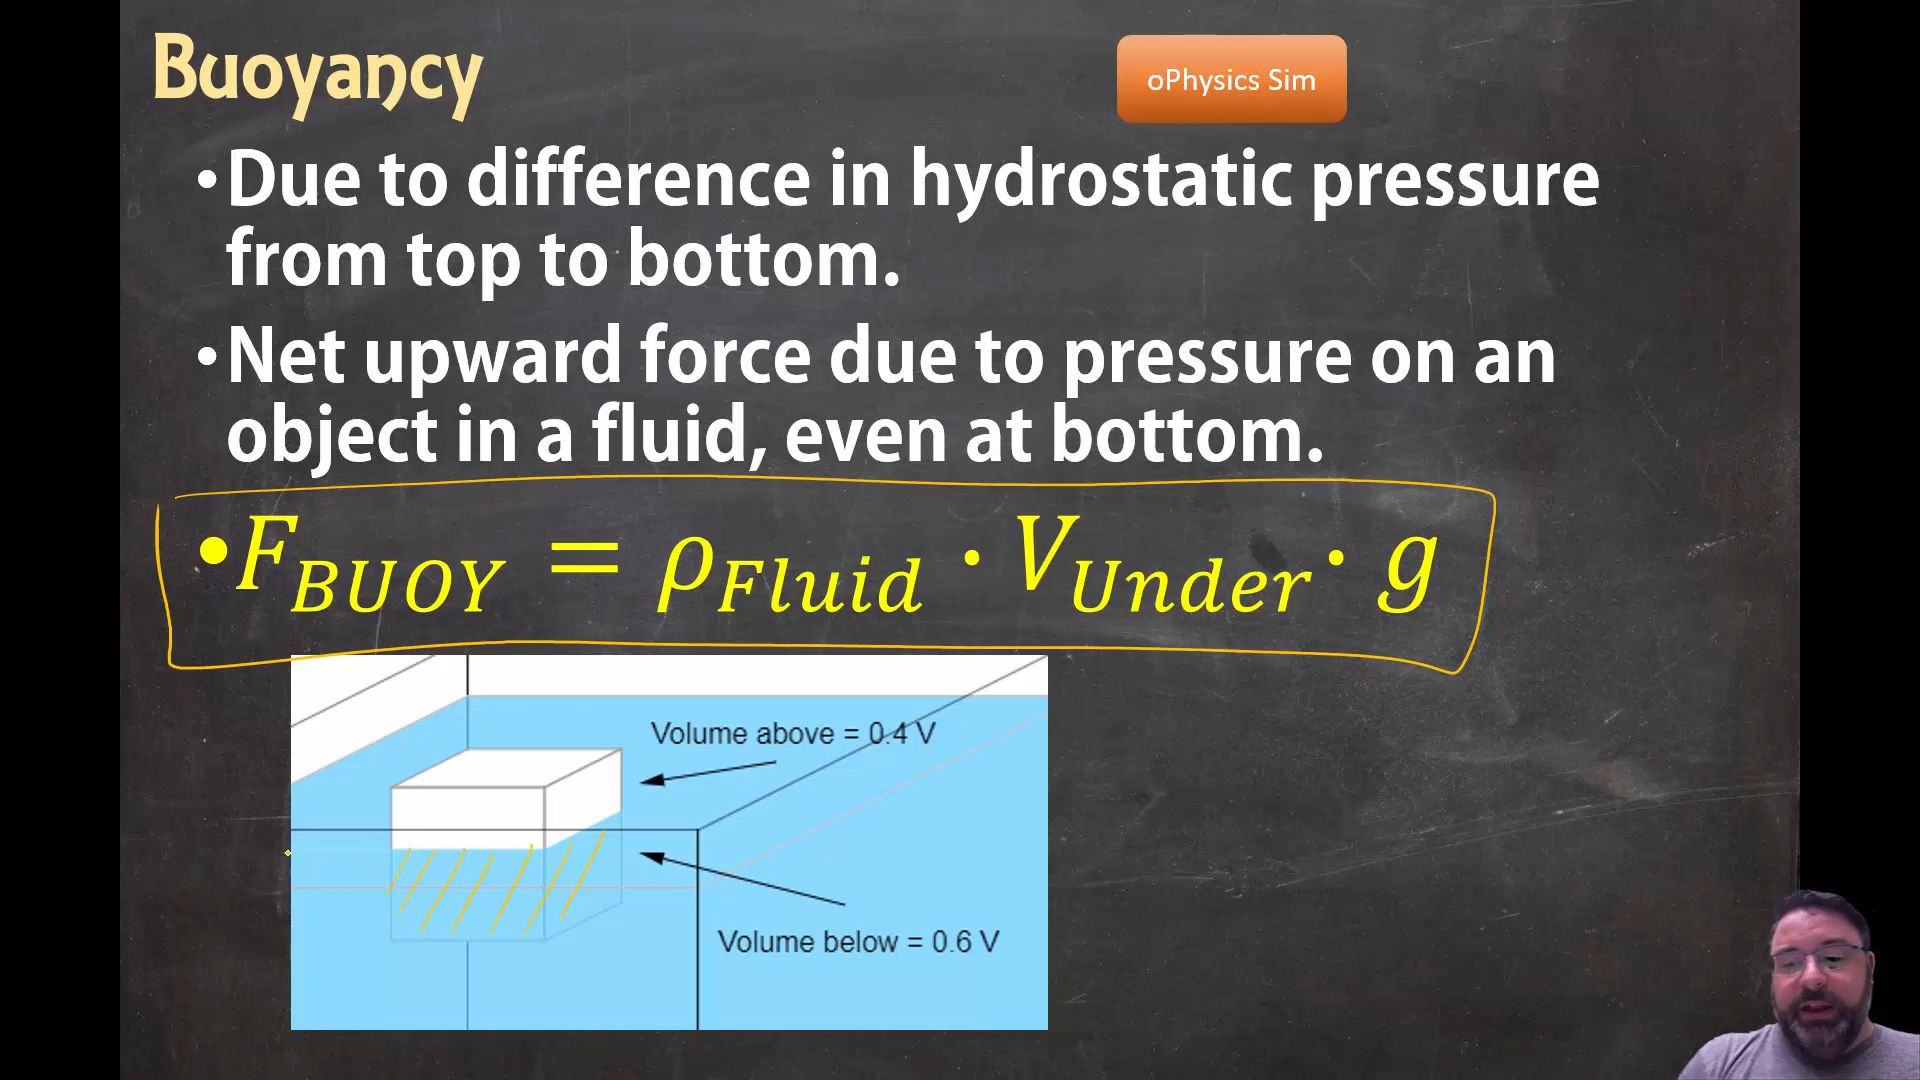 Buoyancy
oPhysics Sim
•Due to difference in hydrostatic pressure
from top to bottom.
•Net upward force due to pressure on an
object in a fluid, even at bottom.
•F_BUOY = ρ_Fluid · V_Under · g
Volume above = 0.4 V
Volume below = 0.6 V